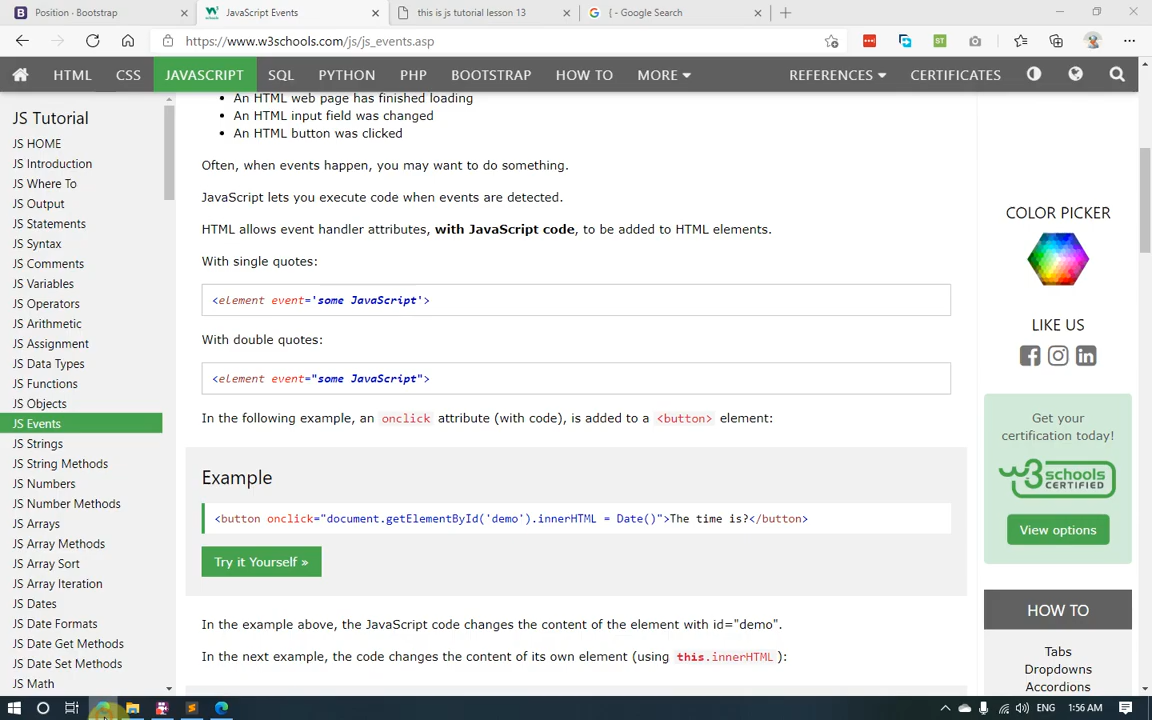 Position · Bootstrap
JavaScript Events
this is js tutorial lesson 13
{ - Google Search
https://www.w3schools.com/js/js_events.asp
HTML CSS JAVASCRIPT SQL PYTHON PHP BOOTSTRAP HOW TO MORE REFERENCES CERTIFICATES
JS Tutorial
JS HOME
JS Introduction
JS Where To
JS Output
JS Statements
JS Syntax
JS Comments
JS Variables
JS Operators
JS Arithmetic
JS Assignment
JS Data Types
JS Functions
JS Objects
JS Events
JS Strings
JS String Methods
JS Numbers
JS Number Methods
JS Arrays
JS Array Methods
JS Array Sort
JS Array Iteration
JS Dates
JS Date Formats
JS Date Get Methods
JS Date Set Methods
JS Math
An HTML web page has finished loading
An HTML input field was changed
An HTML button was clicked
Often, when events happen, you may want to do something.
JavaScript lets you execute code when events are detected.
HTML allows event handler attributes, with JavaScript code, to be added to HTML elements.
With single quotes:
<element event='some JavaScript'>
With double quotes:
<element event="some JavaScript">
In the following example, an onclick attribute (with code), is added to a <button> element:
Example
<button onclick="document.getElementById('demo').innerHTML = Date()">The time is?</button>
Try it Yourself »
In the example above, the JavaScript code changes the content of the element with id="demo".
In the next example, the code changes the content of its own element (using this.innerHTML):
COLOR PICKER
LIKE US
Get your
certification today!
w3schools
CERTIFIED
View options
HOW TO
Tabs
Dropdowns
Accordions
ENG 1:56 AM